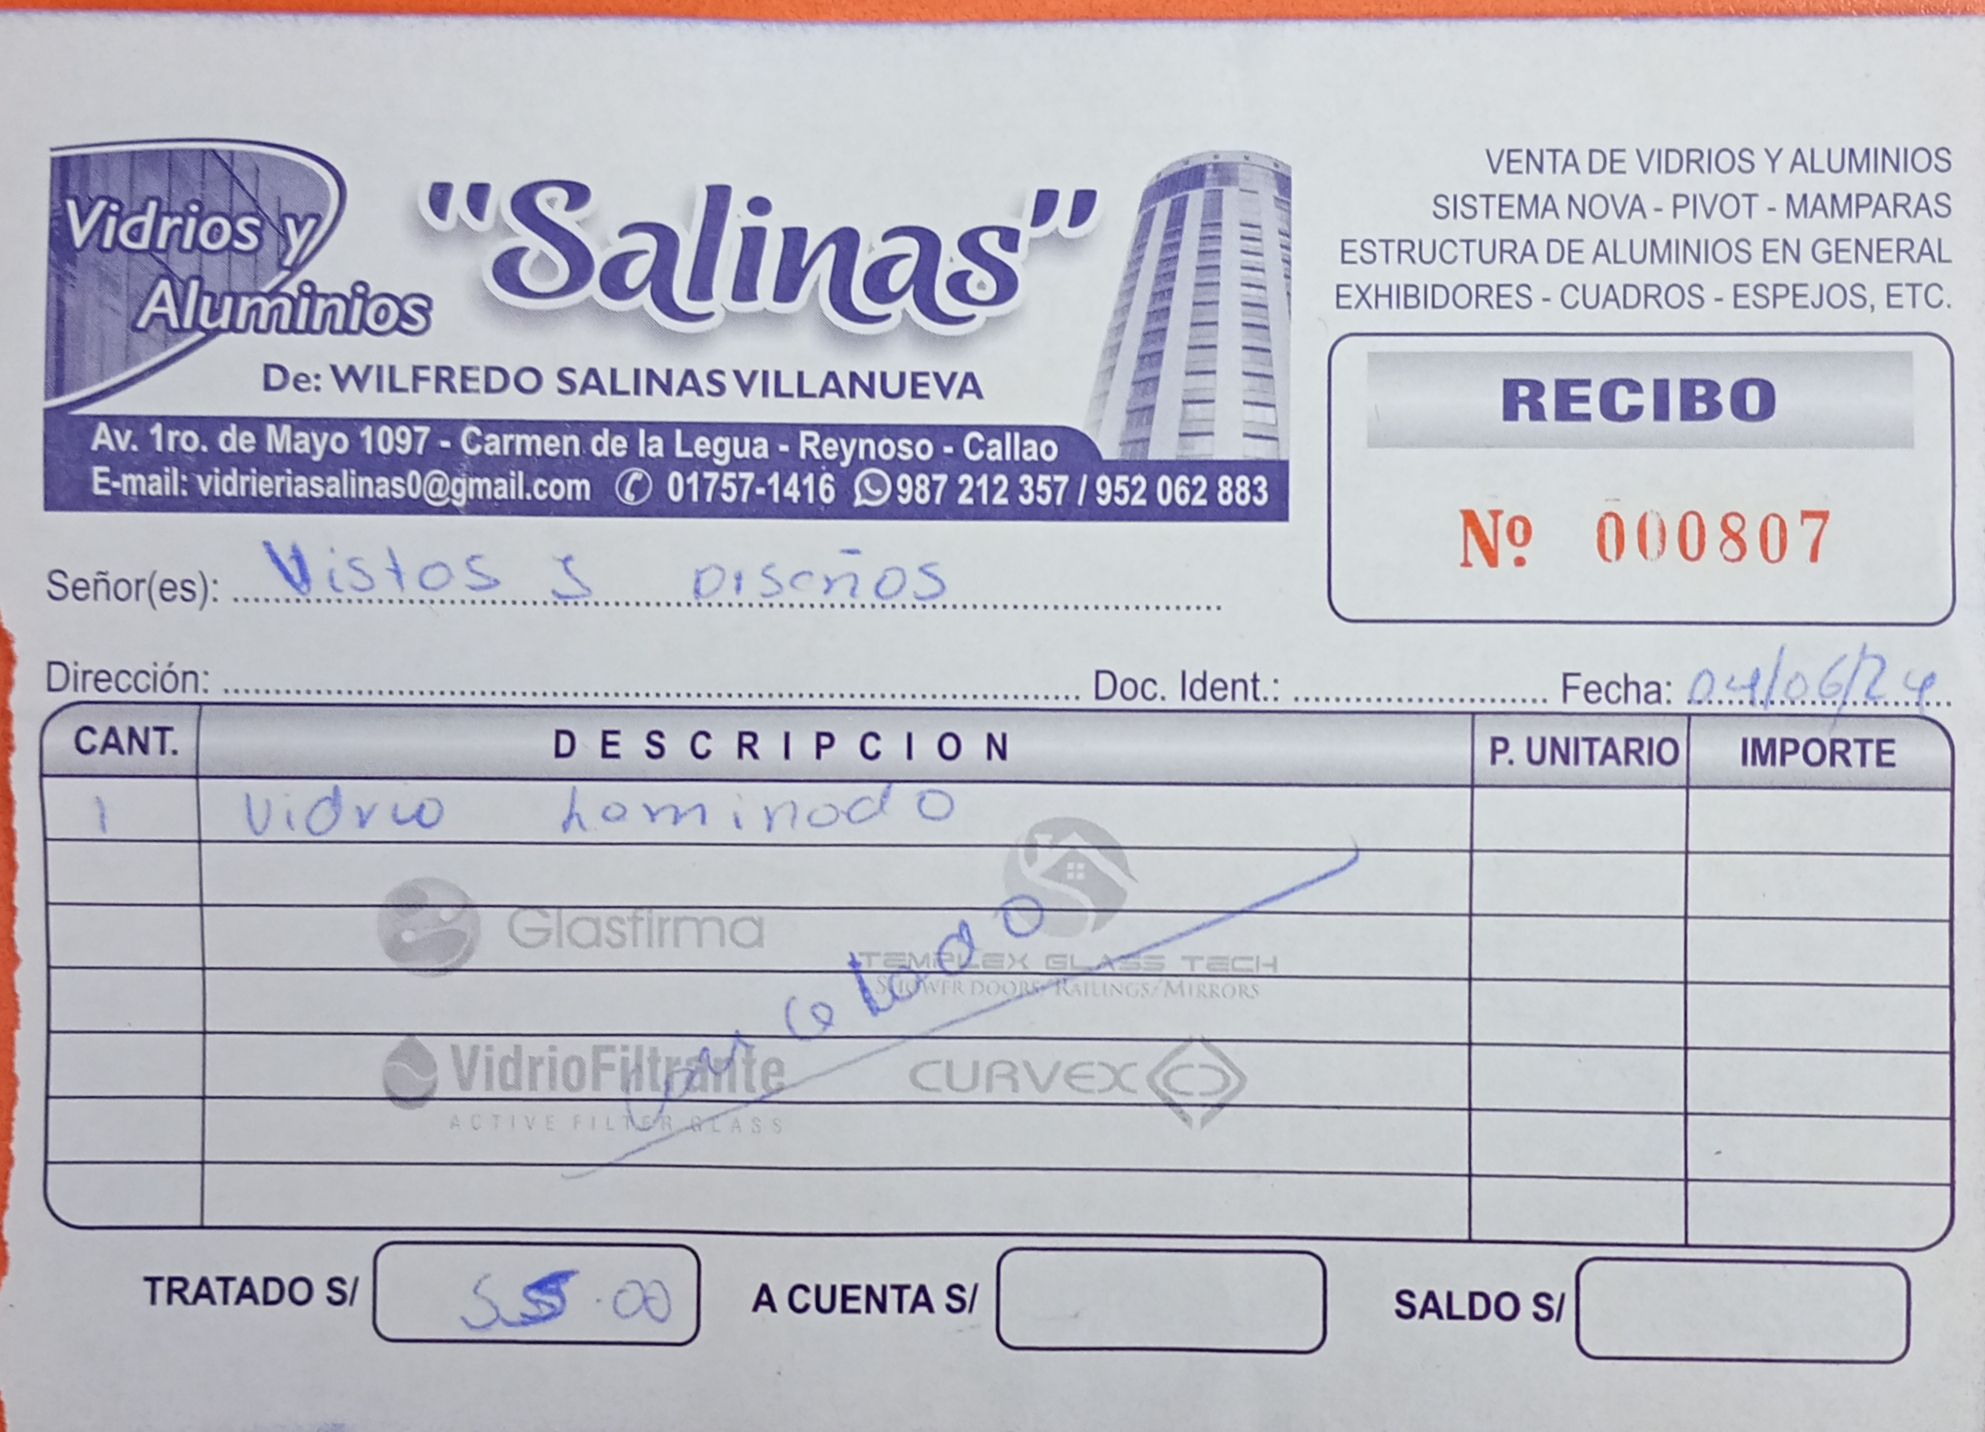 Vidrios y
Aluminios
"Salinas"
De: WILFREDO SALINAS VILLANUEVA
Av. 1ro. de Mayo 1097 - Carmen de la Legua - Reynoso - Callao
E-mail: vidrieriasalinas0@gmail.com 01757-1416 987 212 357 / 952 062 883
VENTA DE VIDRIOS Y ALUMINIOS
SISTEMA NOVA - PIVOT - MAMPARAS
ESTRUCTURA DE ALUMINIOS EN GENERAL
EXHIBIDORES - CUADROS - ESPEJOS, ETC.
RECIBO
Nº 000807
Señor(es): Vistos y Diseños
Dirección: Doc. Ident.: Fecha: 04/06/24
CANT. DESCRIPCION P. UNITARIO IMPORTE
1 Vidrio Laminado
Glasfirma
TEMPLEX GLASS TECH
SHOWER DOORS/RAILINGS/MIRRORS
Cancelado
VidrioFiltrante
ACTIVE FILTER GLASS
CURVEX
TRATADO S/ 55.00 A CUENTA S/ SALDO S/